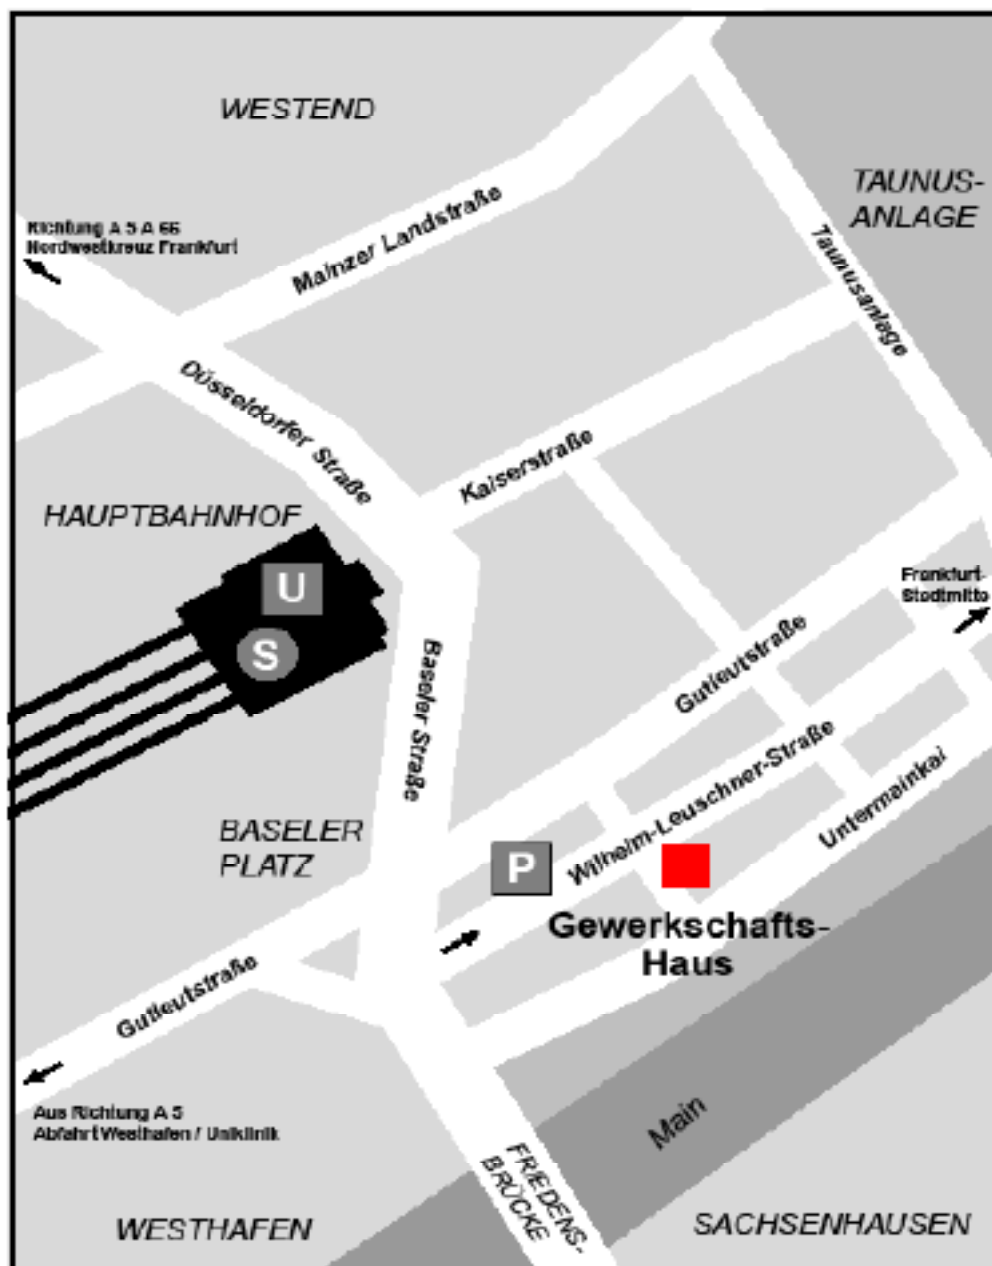 WESTEND
TAUNUS-
ANLAGE
Richtung A 5 A 66
Nordwestkreuz Frankfurt
Mainzer Landstraße
Taunusanlage
Düsseldorfer Straße
Kaiserstraße
HAUPTBAHNHOF
U
S
Frankfurt-
Stadtmitte
Baseler Straße
Gutleutstraße
Wilhelm-Leuschner-Straße
Untermainkai
BASELER
PLATZ
P
Gewerkschafts-
Haus
Gutleutstraße
Aus Richtung A 5
Abfahrt Westhafen / Uniklinik
Main
FRIEDENS-
BRÜCKE
WESTHAFEN
SACHSENHAUSEN